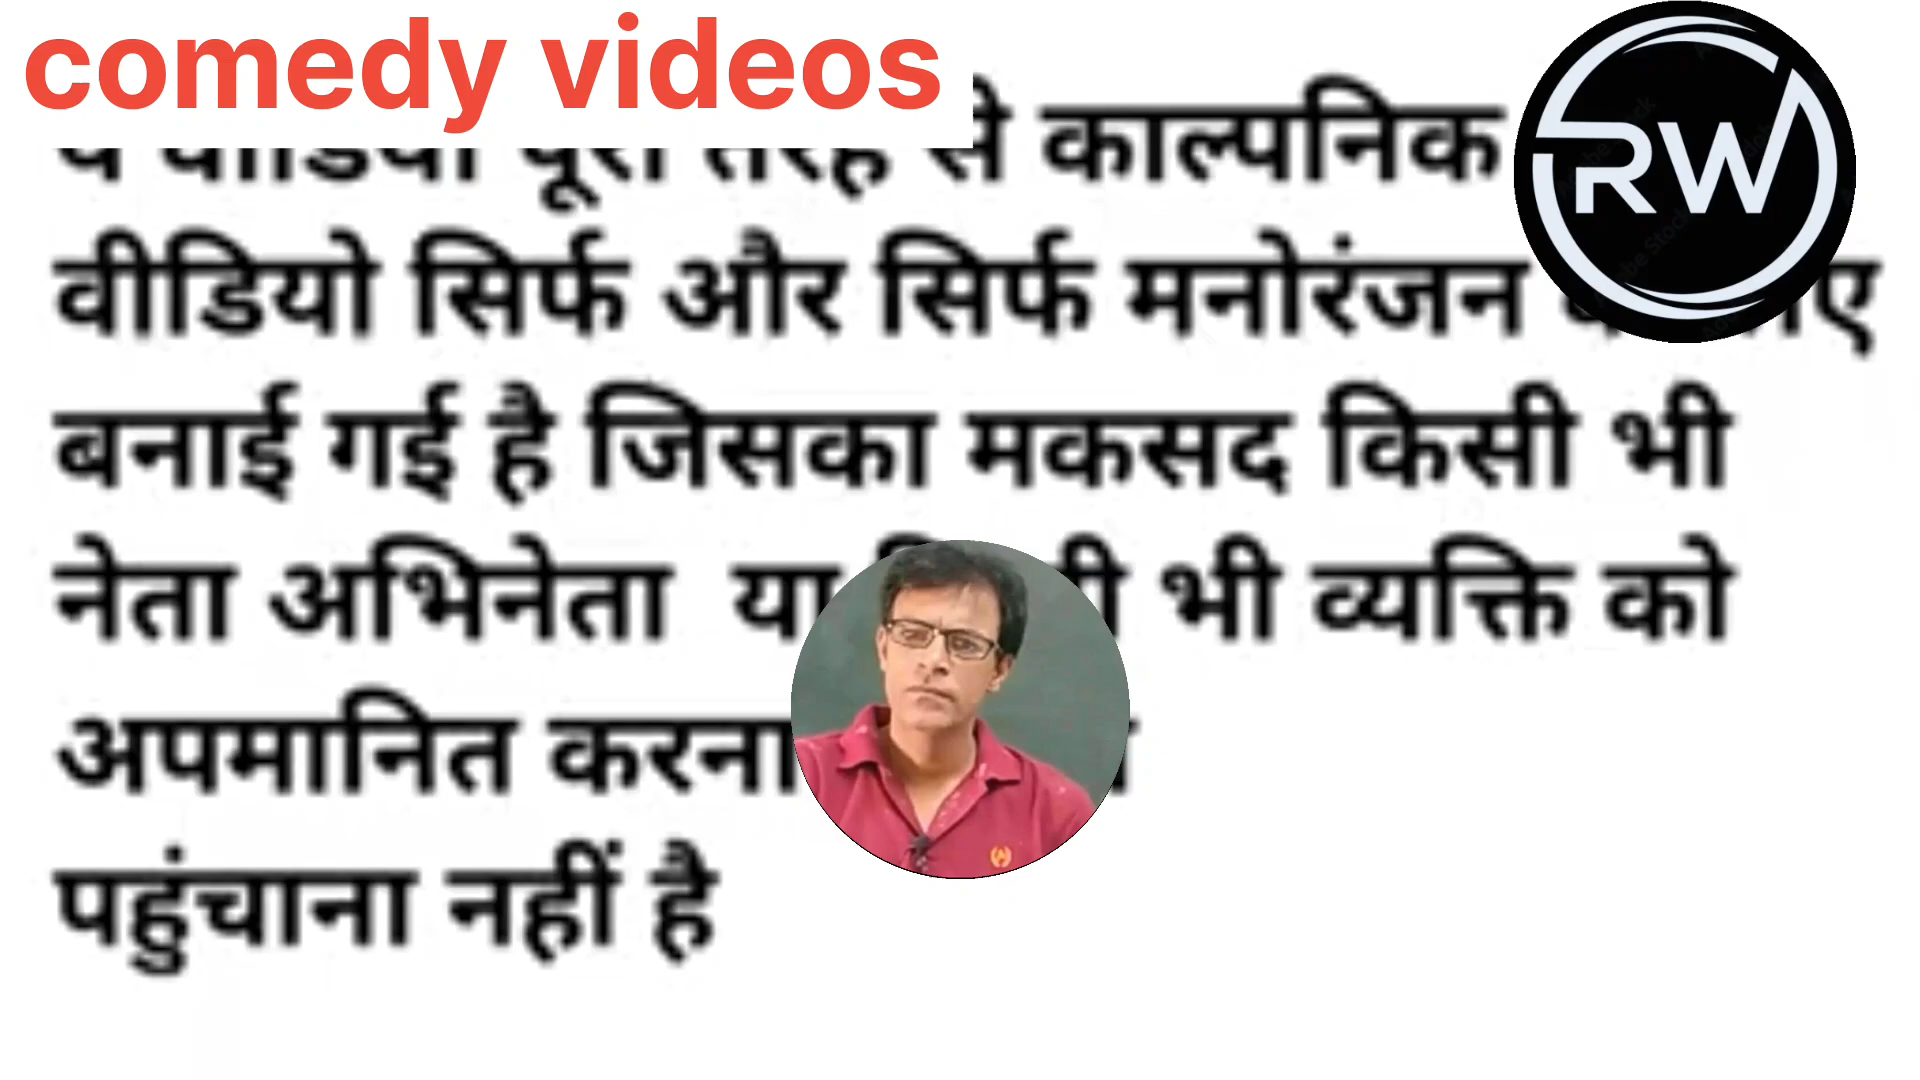 comedy videos
RW
से काल्पनिक
वीडियो सिर्फ और सिर्फ मनोरंजन
बनाई गई है जिसका मकसद किसी भी
नेता अभिनेता या भी व्यक्ति को
अपमानित करना
पहुंचाना नहीं है